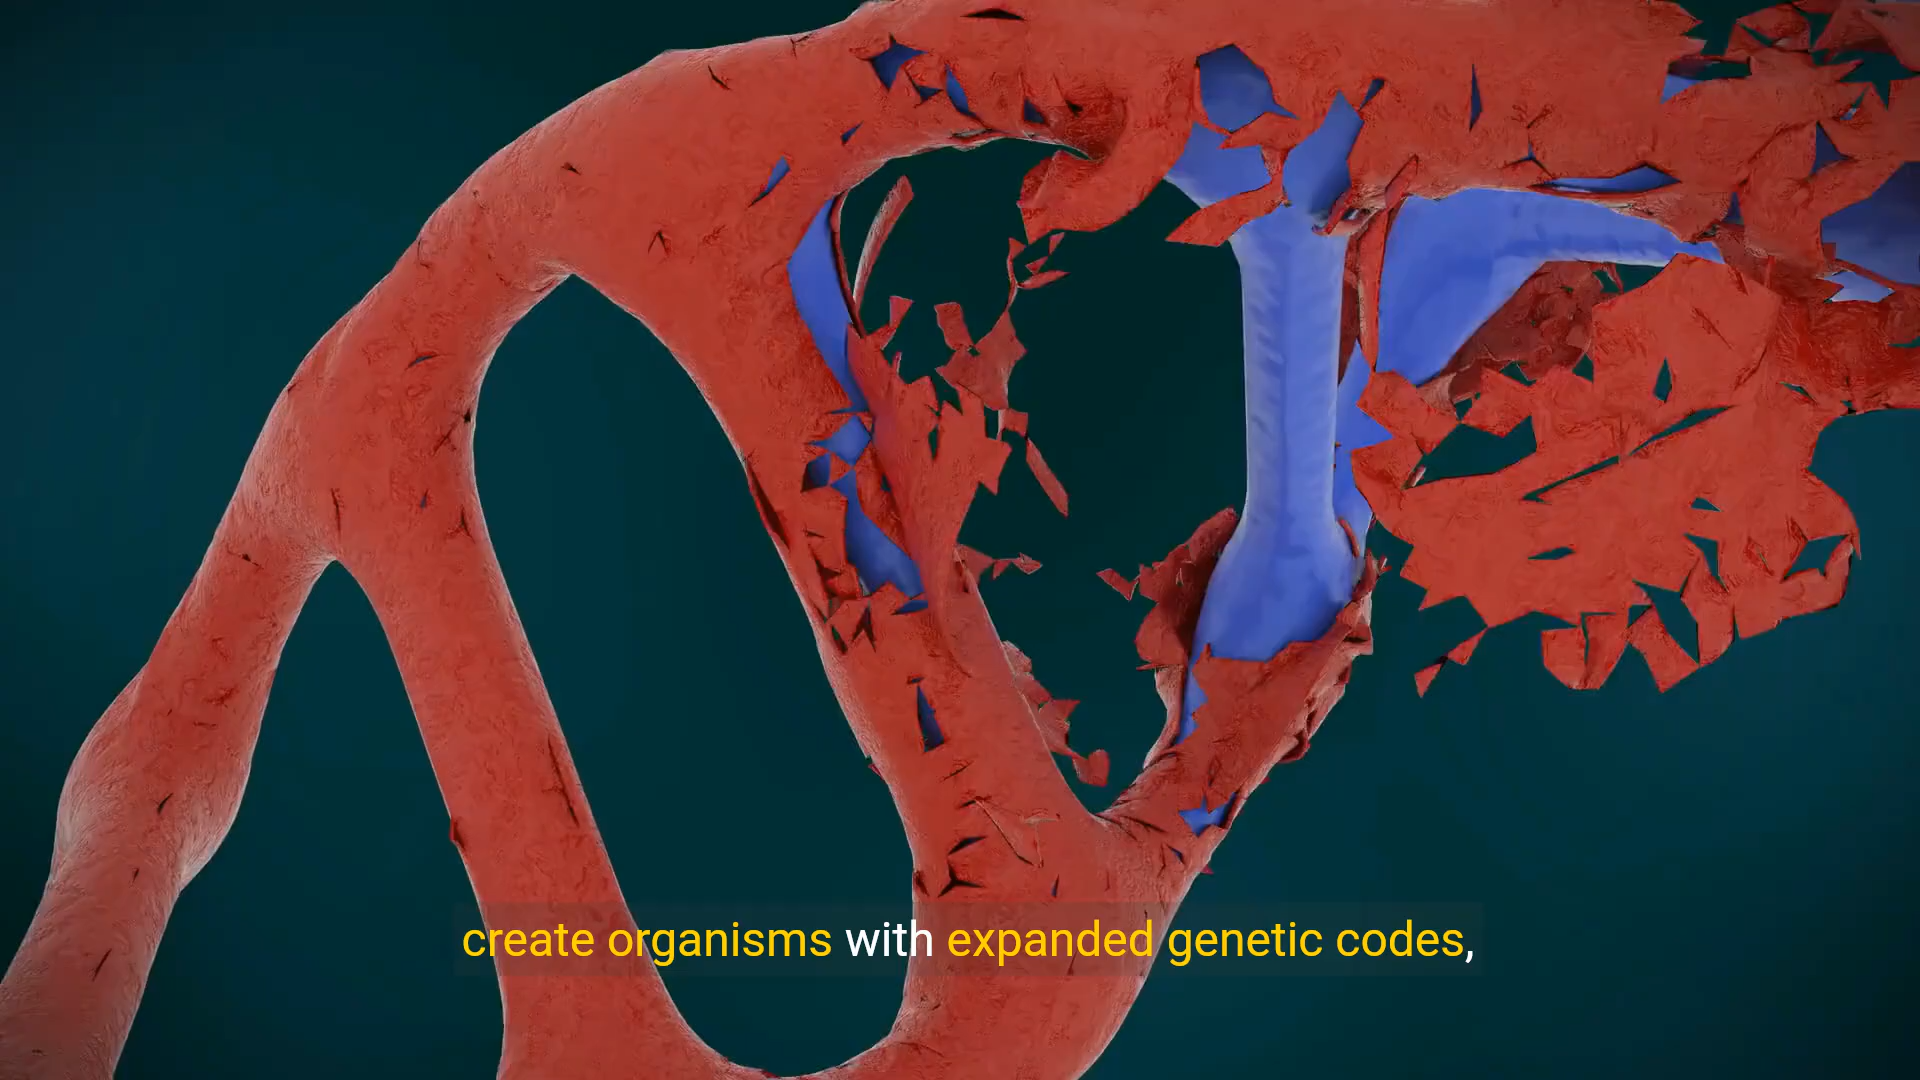 create organisms with expanded genetic codes,